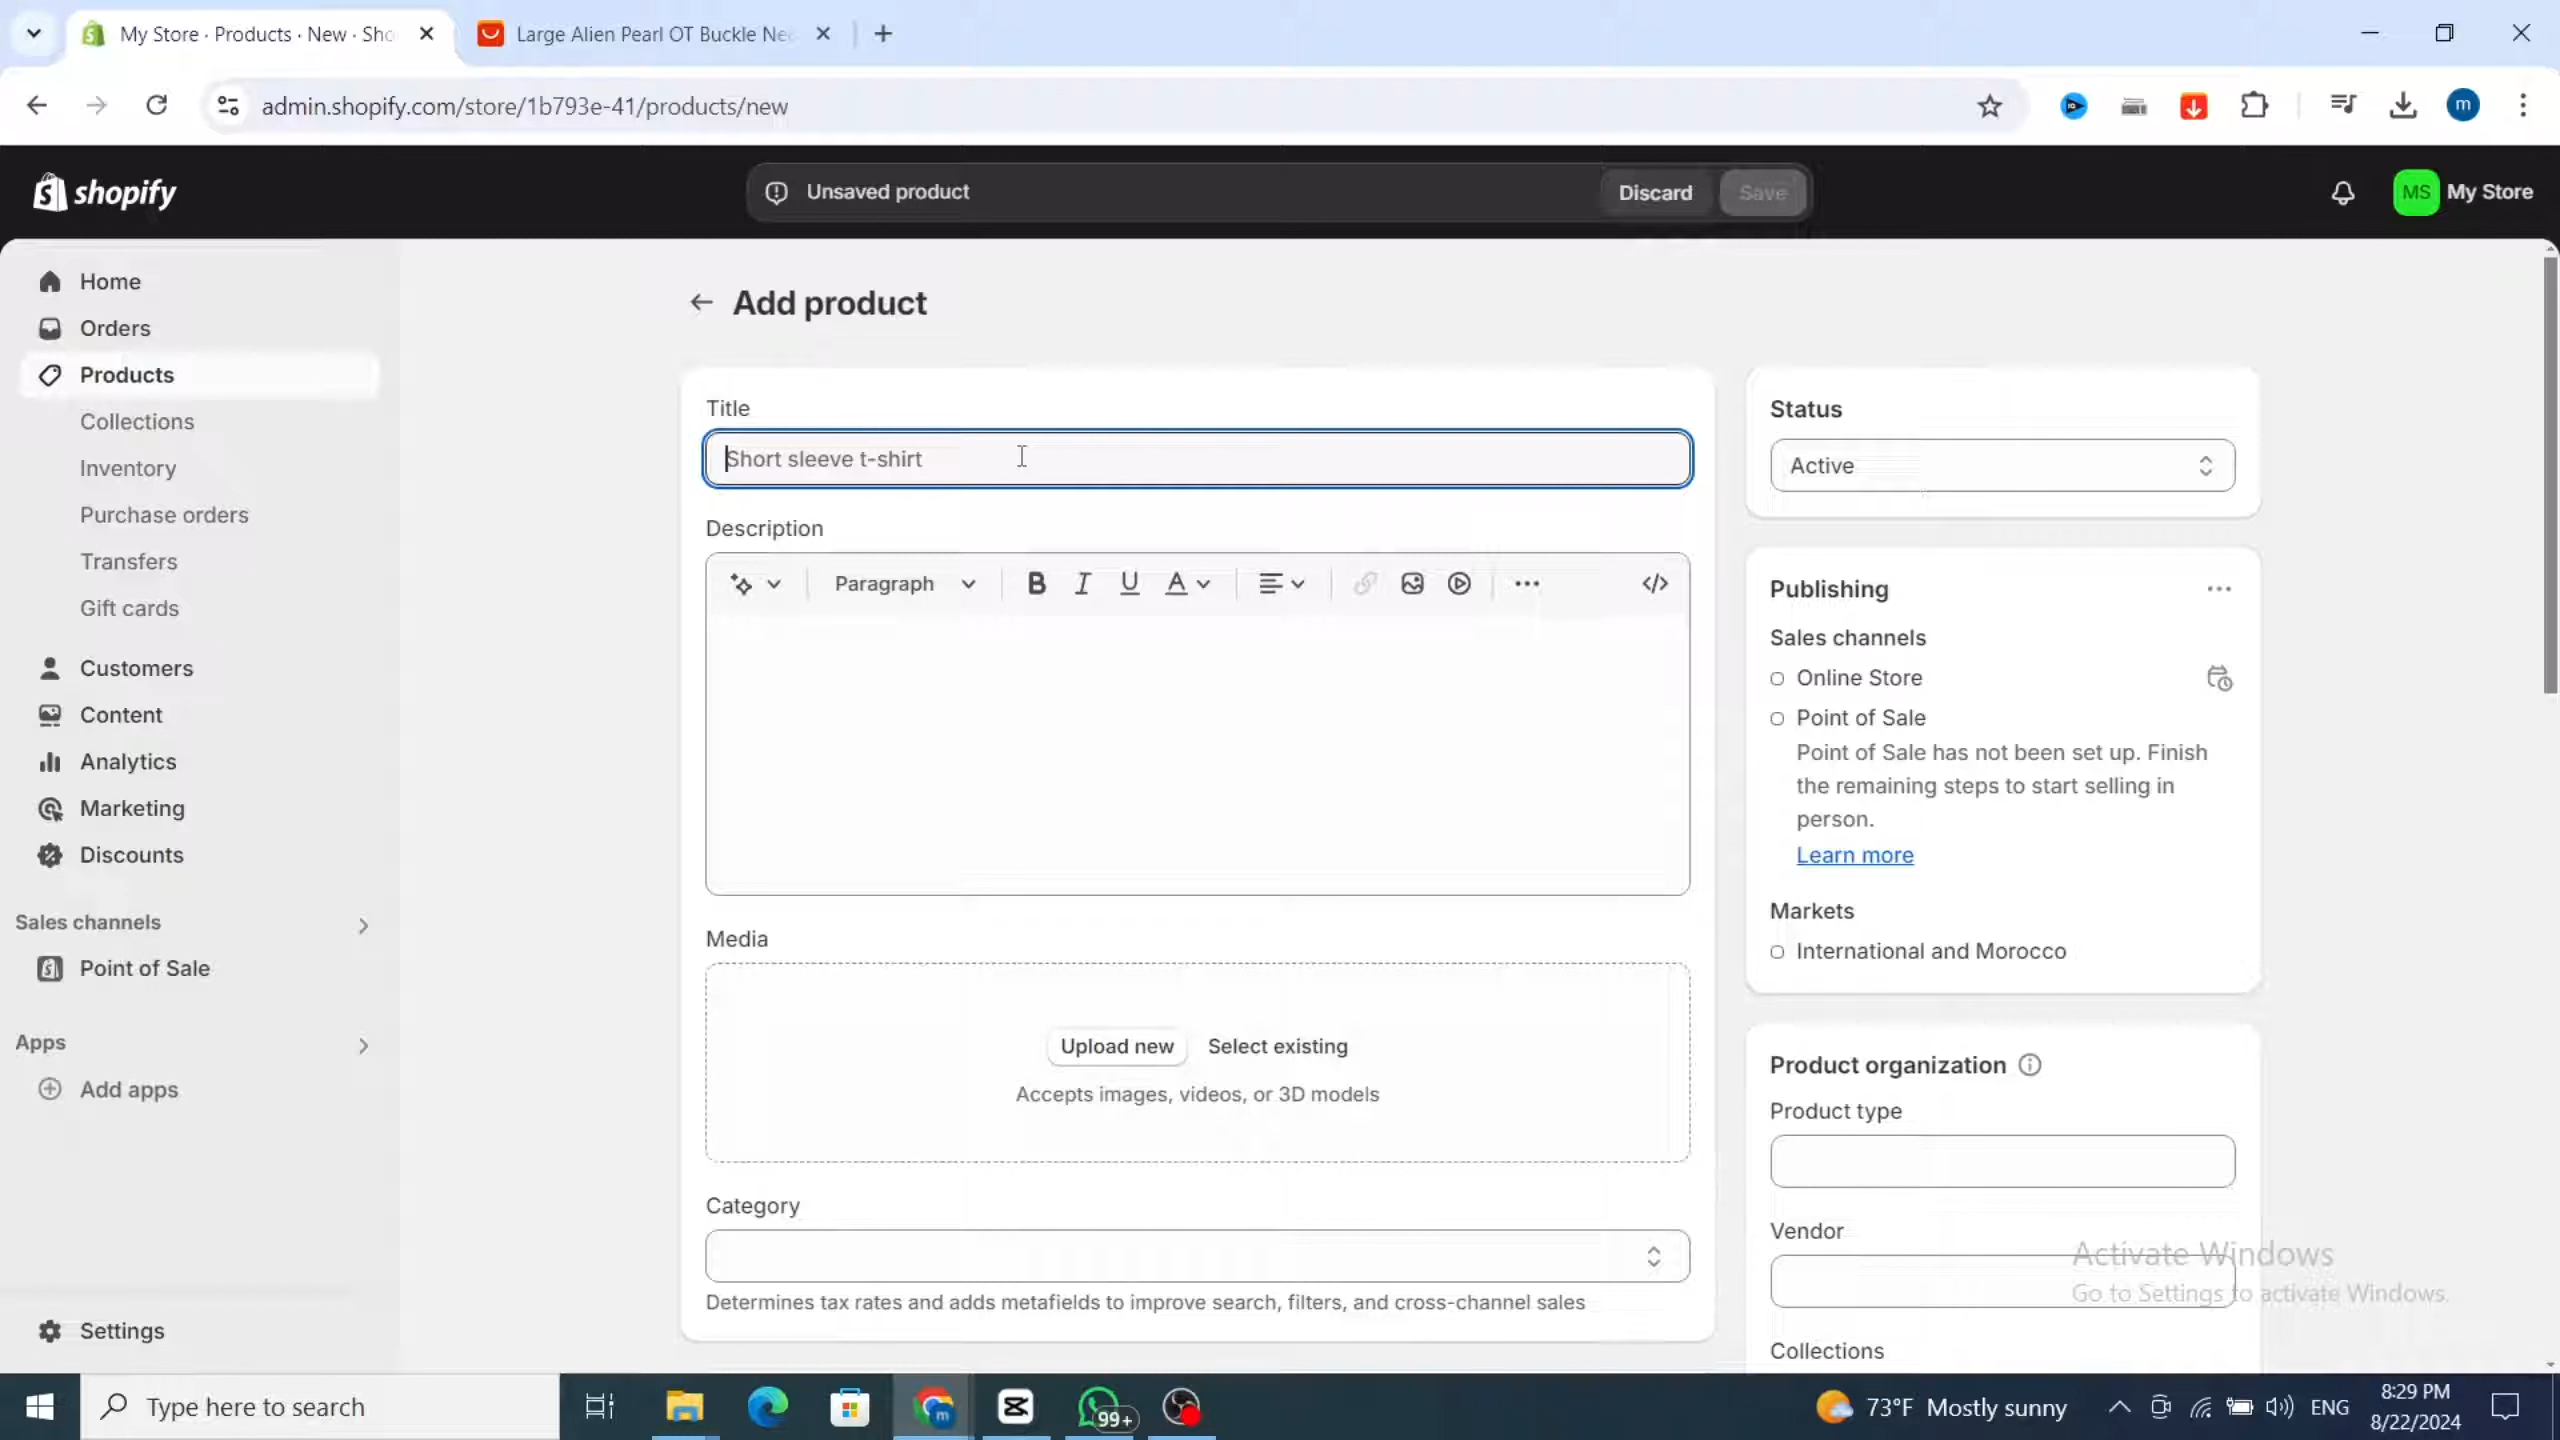 My Store · Products · New · Sho
Large Alien Pearl OT Buckle Nec
admin.shopify.com/store/1b793e-41/products/new
m
shopify
Unsaved product
Discard
Save
MS
My Store
Home
Orders
Products
Collections
Inventory
Purchase orders
Transfers
Gift cards
Customers
Content
Analytics
Marketing
Discounts
Sales channels
Point of Sale
Apps
Add apps
Settings
Add product
Title
Short sleeve t-shirt
Description
Paragraph
B I U A
Media
Upload new
Select existing
Accepts images, videos, or 3D models
Category
Determines tax rates and adds metafields to improve search, filters, and cross-channel sales
Status
Active
Publishing
Sales channels
Online Store
Point of Sale
Point of Sale has not been set up. Finish
the remaining steps to start selling in
person.
Learn more
Markets
International and Morocco
Product organization
Product type
Vendor
Collections
Activate Windows
Go to Settings to activate Windows.
Type here to search
m
99+
73°F Mostly sunny
ENG
8:29 PM
8/22/2024